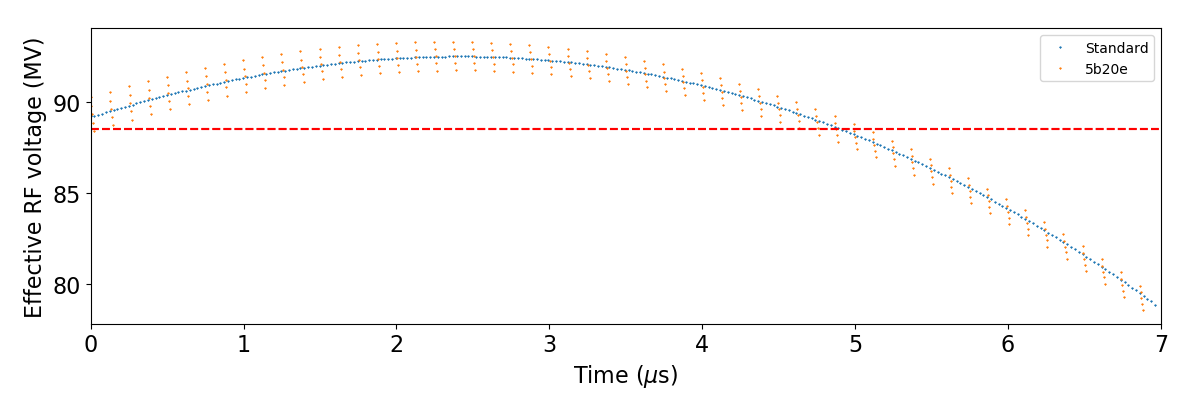 Effective RF voltage (MV)
90
85
80
0 1 2 3 4 5 6 7
Time (μs)
Standard
5b20e